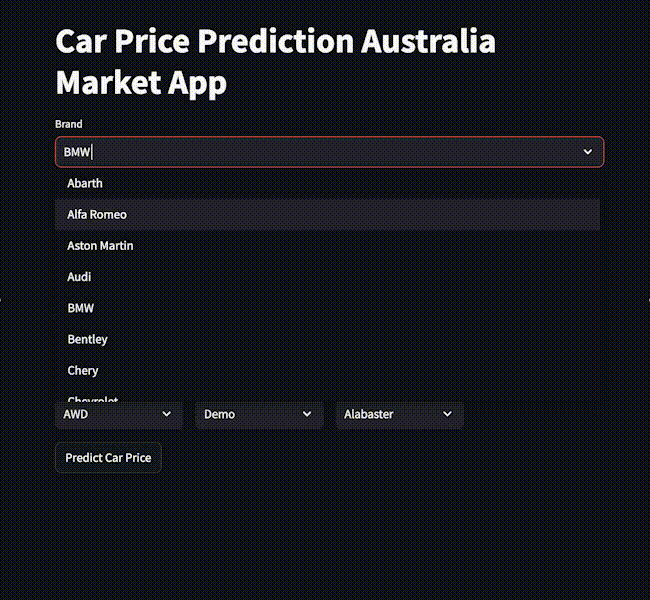 Car Price Prediction Australia
Market App
Brand
BMW
Abarth
Alfa Romeo
Aston Martin
Audi
BMW
Bentley
Chery
Chevrolet
AWD
Demo
Alabaster
Predict Car Price